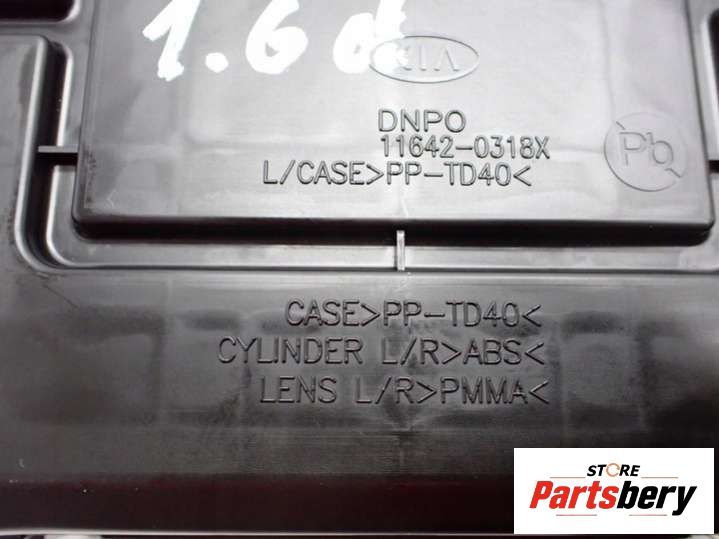 1.6 d
KIA
DNPO
11642-0318X
Pb
L/CASE>PP-TD40<
CASE>PP-TD40<
CYLINDER L/R>ABS<
LENS L/R>PMMA<
STORE
Partsbery